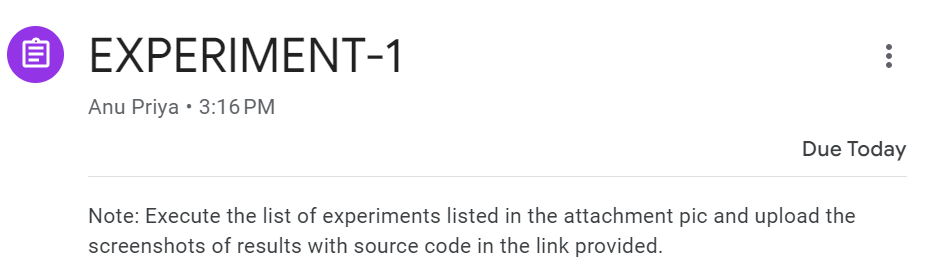 EXPERIMENT-1
Anu Priya • 3:16 PM
Due Today
Note: Execute the list of experiments listed in the attachment pic and upload the
screenshots of results with source code in the link provided.